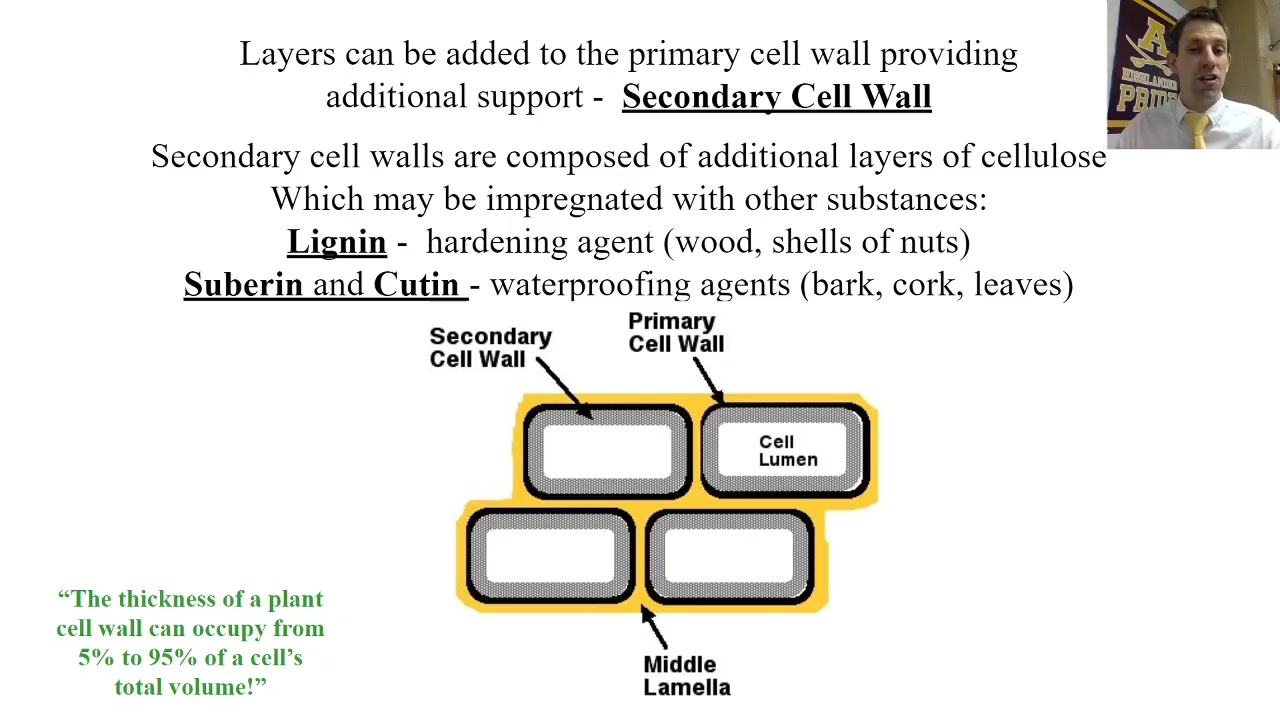 Layers can be added to the primary cell wall providing
additional support - Secondary Cell Wall
Secondary cell walls are composed of additional layers of cellulose
Which may be impregnated with other substances:
Lignin - hardening agent (wood, shells of nuts)
Suberin and Cutin - waterproofing agents (bark, cork, leaves)
Secondary
Cell Wall
Primary
Cell Wall
Cell
Lumen
Middle
Lamella
“The thickness of a plant
cell wall can occupy from
5% to 95% of a cell’s
total volume!”
A
PRIDE